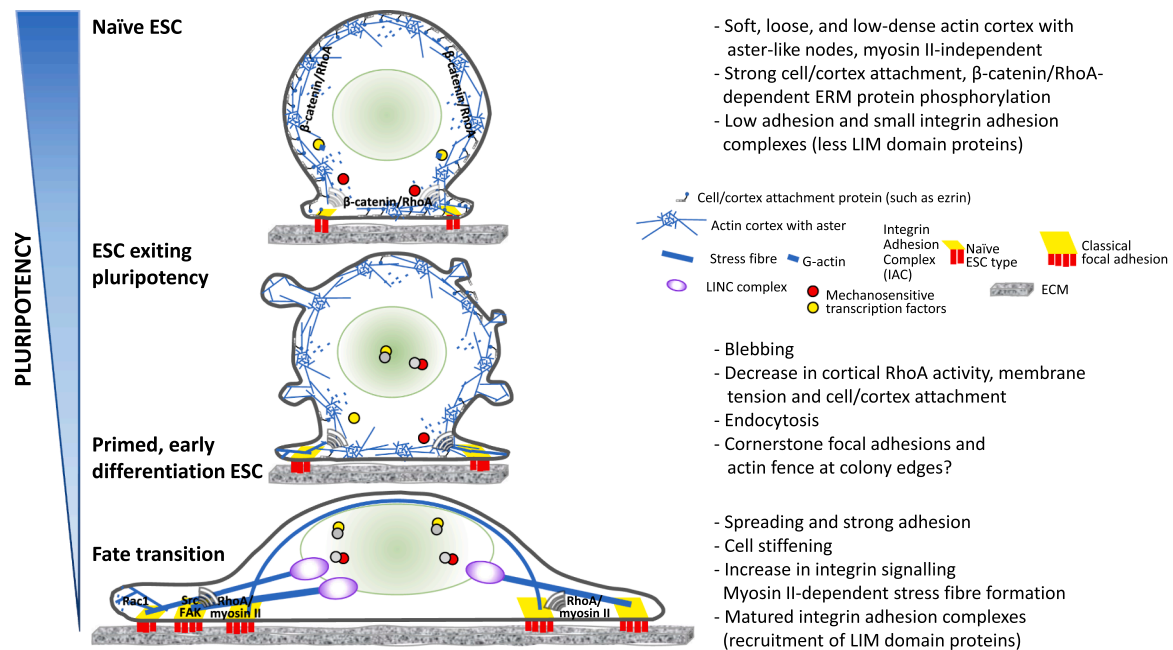 Naïve ESC
β-catenin/RhoA
β-catenin/RhoA
β-catenin/RhoA
- Soft, loose, and low-dense actin cortex with
aster-like nodes, myosin II-independent
- Strong cell/cortex attachment, β-catenin/RhoA-
dependent ERM protein phosphorylation
- Low adhesion and small integrin adhesion
complexes (less LIM domain proteins)
PLURIPOTENCY
Cell/cortex attachment protein (such as ezrin)
Actin cortex with aster
Stress fibre
G-actin
LINC complex
Mechanosensitive
transcription factors
Integrin
Adhesion
Complex
(IAC)
Naïve
ESC type
Classical
focal adhesion
ECM
ESC exiting
pluripotency
- Blebbing
- Decrease in cortical RhoA activity, membrane
tension and cell/cortex attachment
- Endocytosis
- Cornerstone focal adhesions and
actin fence at colony edges?
Primed, early
differentiation ESC
Fate transition
Rac1
Src
FAK
RhoA/
myosin II
RhoA/
myosin II
- Spreading and strong adhesion
- Cell stiffening
- Increase in integrin signalling
Myosin II-dependent stress fibre formation
- Matured integrin adhesion complexes
(recruitment of LIM domain proteins)